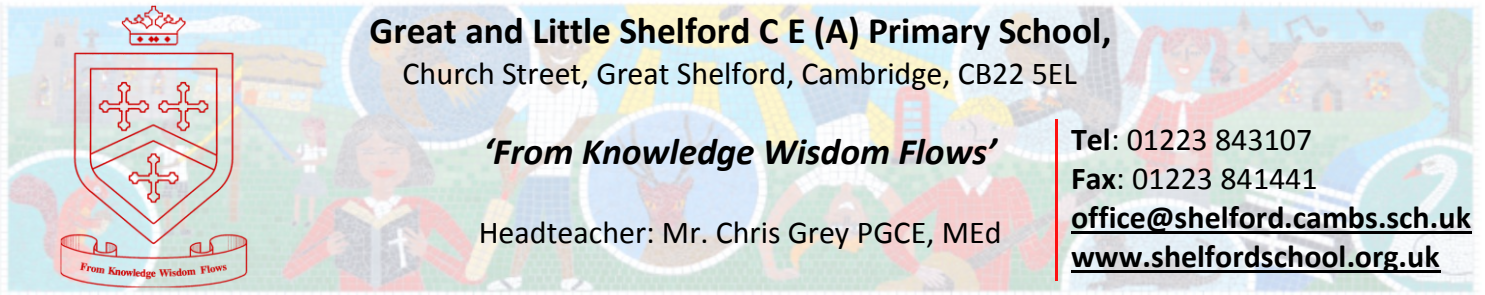 Great and Little Shelford C E (A) Primary School,
Church Street, Great Shelford, Cambridge, CB22 5EL
‘From Knowledge Wisdom Flows’
Headteacher: Mr. Chris Grey PGCE, MEd
Tel: 01223 843107
Fax: 01223 841441
office@shelford.cambs.sch.uk
www.shelfordschool.org.uk
From Knowledge Wisdom Flows